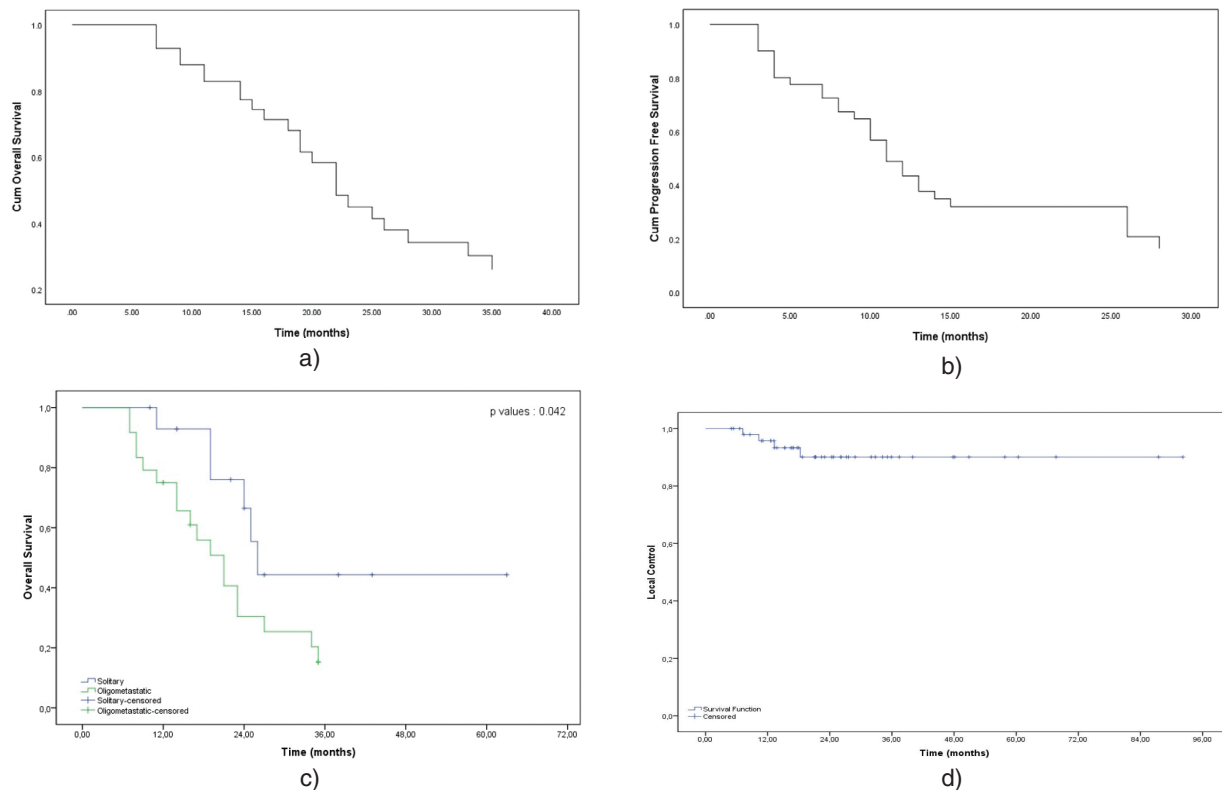 1.0
0.8
0.6
0.4
0.2
Cum Overall Survival
.00 5.00 10.00 15.00 20.00 25.00 30.00 35.00 40.00
Time (months)
a)
1.0
0.8
0.6
0.4
0.2
0.0
Cum Progression Free Survival
.00 5.00 10.00 15.00 20.00 25.00 30.00
Time (months)
b)
p values : 0.042
1,0
0,8
0,6
0,4
0,2
0,0
Overall Survival
Solitary
Oligometastatic
Solitary-censored
Oligometastatic-censored
0,00 12,00 24,00 36,00 48,00 60,00 72,00
Time (months)
c)
1,0
0,8
0,6
0,4
0,2
0,0
Local Control
Survival Function
Censored
0,00 12,00 24,00 36,00 48,00 60,00 72,00 84,00 96,00
Time (months)
d)